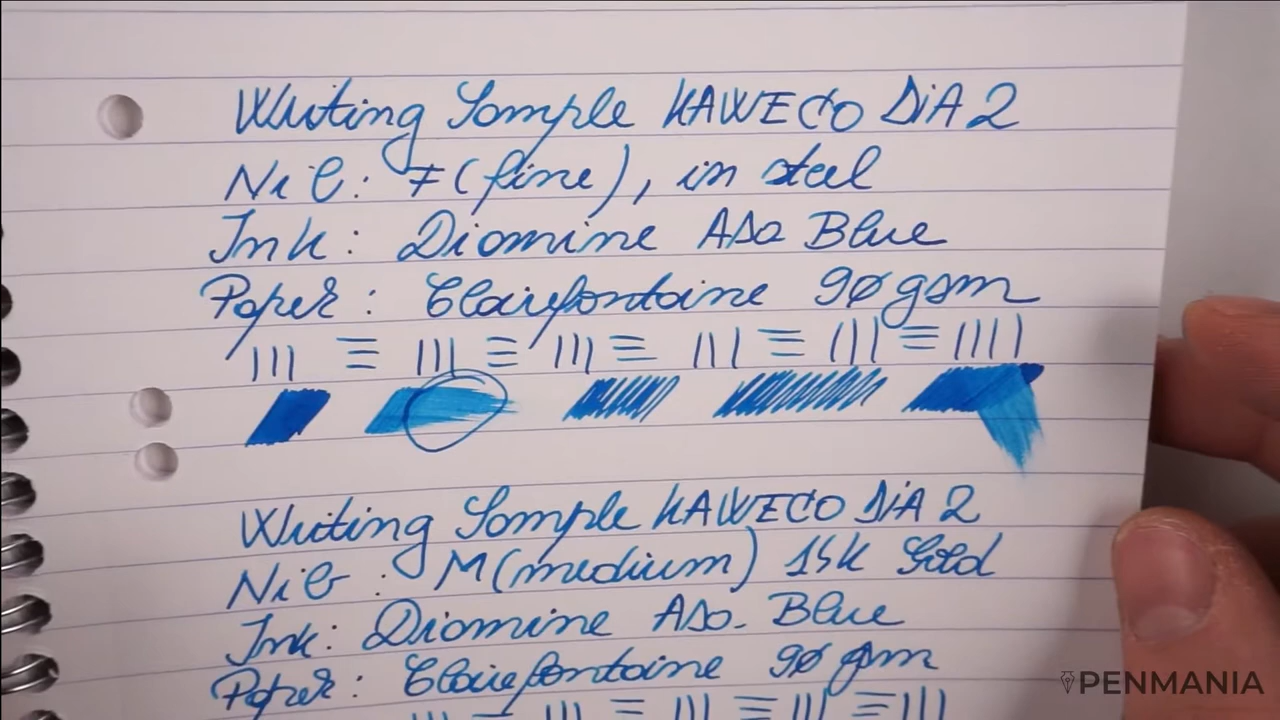 Writing Sample KAWECO DiA 2
Nib: F (fine), in steel
Ink: Diamine ASA Blue
Paper: Clairefontaine 90 gsm
Writing Sample KAWECO DiA 2
Nib: M (medium) 14k Gold
Ink: Diamine ASA. Blue
Paper: Clairefontaine 90 gsm
PENMANIA